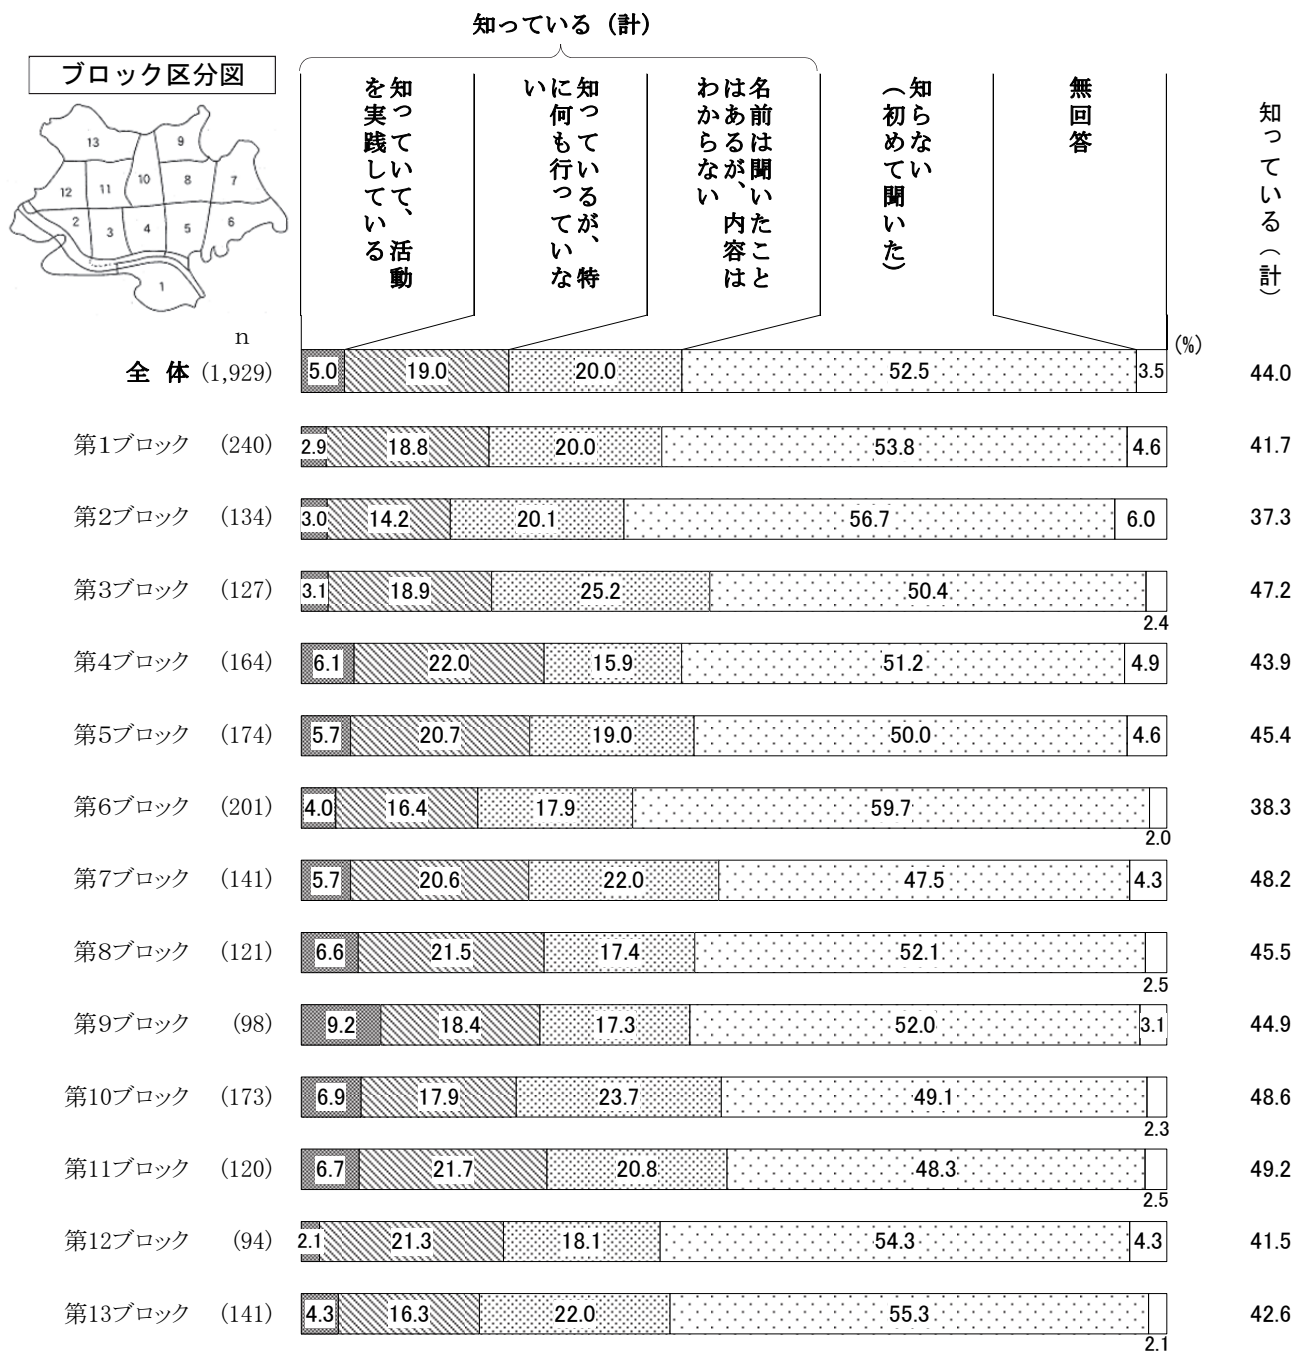 知っている（計）
ブロック区分図
13
9
12
11
10
8
7
2
3
4
5
6
1
知っていて、活動
を実践している
知っているが、特
に何も行っていな
い
名前は聞いたこと
はあるが、内容は
わからない
知らない
（初めて聞いた）
無回答
知っている（計）
n
(%)
全 体 (1,929) 5.0 19.0 20.0 52.5 3.5 44.0
第1ブロック (240) 2.9 18.8 20.0 53.8 4.6 41.7
第2ブロック (134) 3.0 14.2 20.1 56.7 6.0 37.3
第3ブロック (127) 3.1 18.9 25.2 50.4 2.4 47.2
第4ブロック (164) 6.1 22.0 15.9 51.2 4.9 43.9
第5ブロック (174) 5.7 20.7 19.0 50.0 4.6 45.4
第6ブロック (201) 4.0 16.4 17.9 59.7 2.0 38.3
第7ブロック (141) 5.7 20.6 22.0 47.5 4.3 48.2
第8ブロック (121) 6.6 21.5 17.4 52.1 2.5 45.5
第9ブロック (98) 9.2 18.4 17.3 52.0 3.1 44.9
第10ブロック (173) 6.9 17.9 23.7 49.1 2.3 48.6
第11ブロック (120) 6.7 21.7 20.8 48.3 2.5 49.2
第12ブロック (94) 2.1 21.3 18.1 54.3 4.3 41.5
第13ブロック (141) 4.3 16.3 22.0 55.3 2.1 42.6